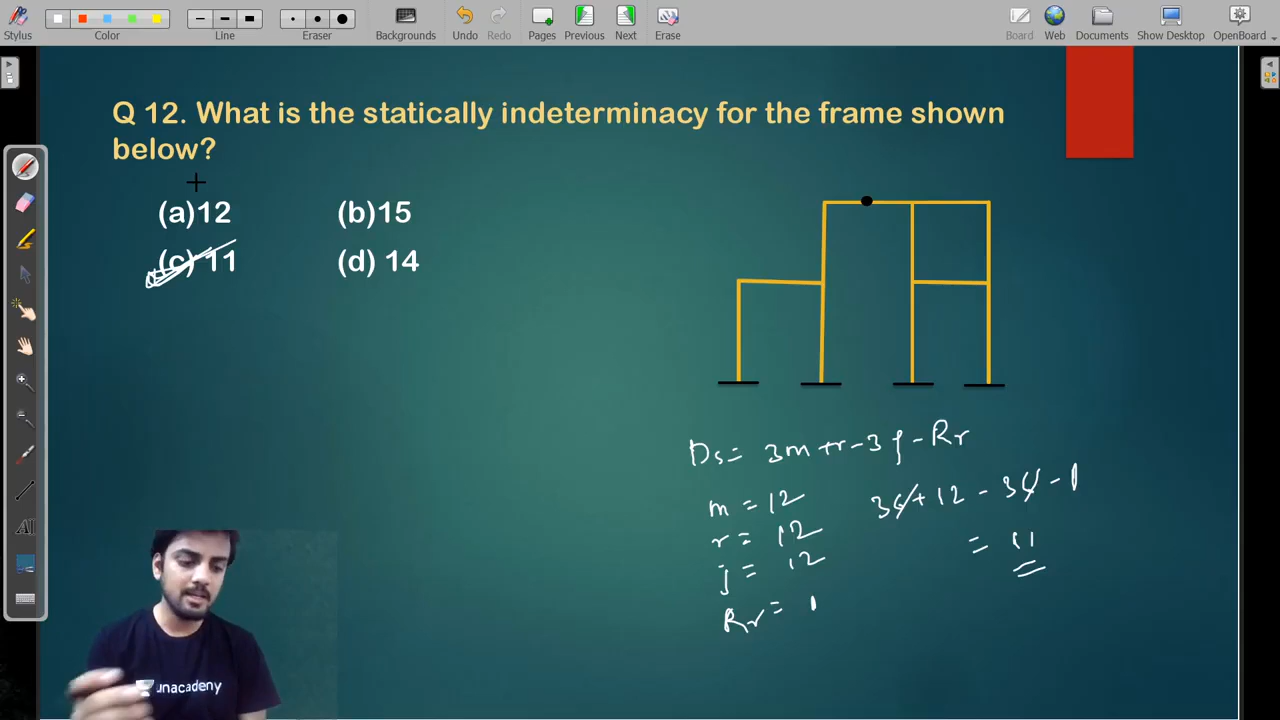 Stylus
Color
Line
Eraser
Backgrounds
Undo
Redo
Pages
Previous
Next
Erase
Board
Web
Documents
Show Desktop
OpenBoard
Q 12. What is the statically indeterminacy for the frame shown
below?
(a)12 (b)15
(c) 11 (d) 14
Ds= 3m+r-3j-Rr
m = 12
36+12-36-1
r = 12
= 11
j = 12
Rr = 1
unacademy